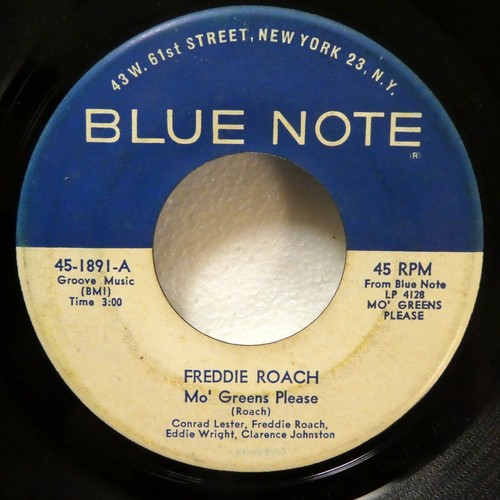 43 W. 61st STREET, NEW YORK 23, N.Y.
BLUE NOTE
(R)
45-1891-A
Groove Music
(BMI)
Time 3:00
45 RPM
From Blue Note
LP 4128
MO' GREENS
PLEASE
FREDDIE ROACH
Mo' Greens Please
(Roach)
Conrad Lester, Freddie Roach,
Eddie Wright, Clarence Johnston